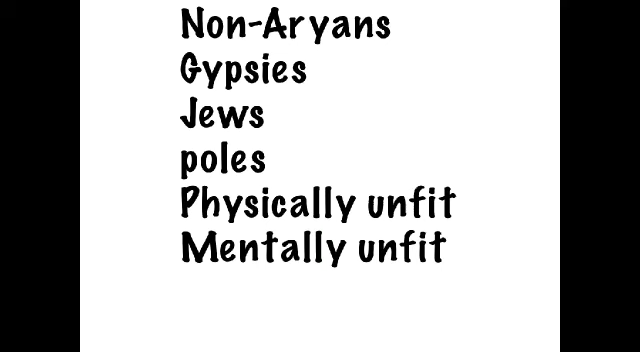 Non-Aryans
Gypsies
Jews
poles
Physically unfit
Mentally unfit